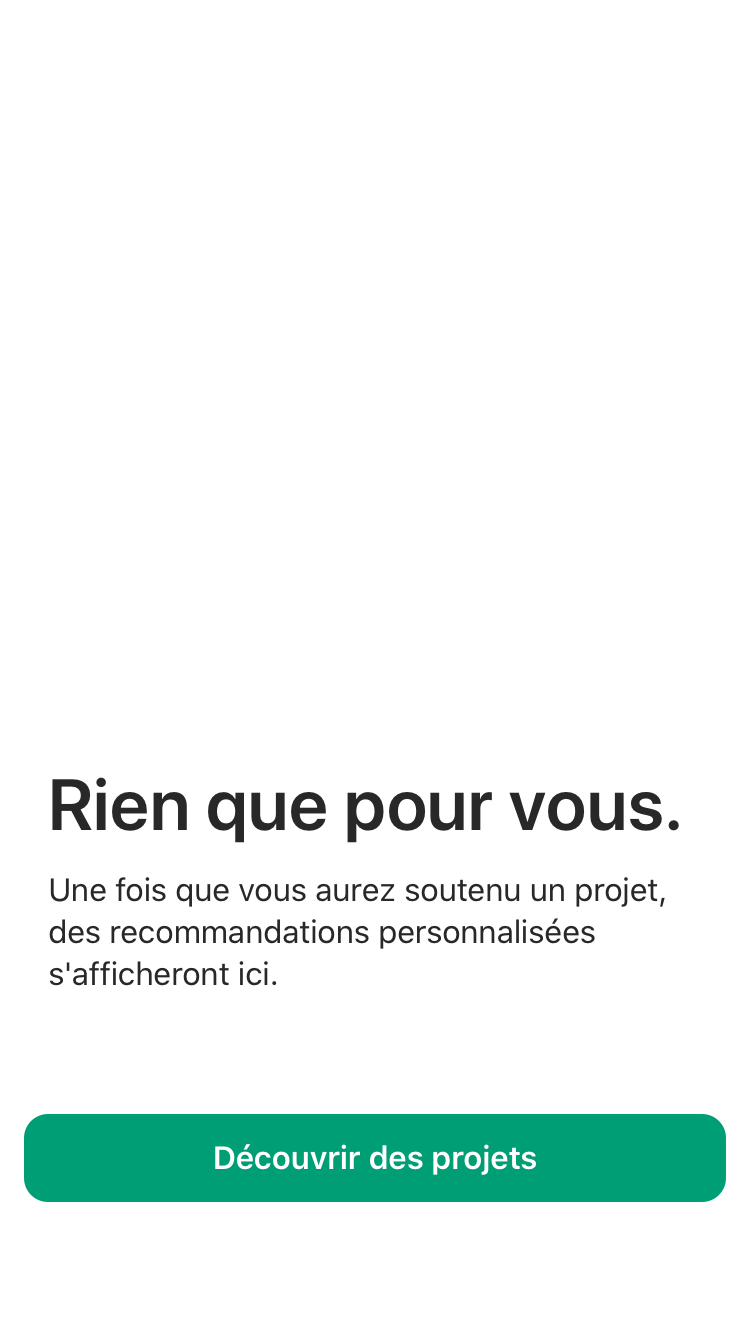 Rien que pour vous.
Une fois que vous aurez soutenu un projet,
des recommandations personnalisées
s'afficheront ici.
Découvrir des projets